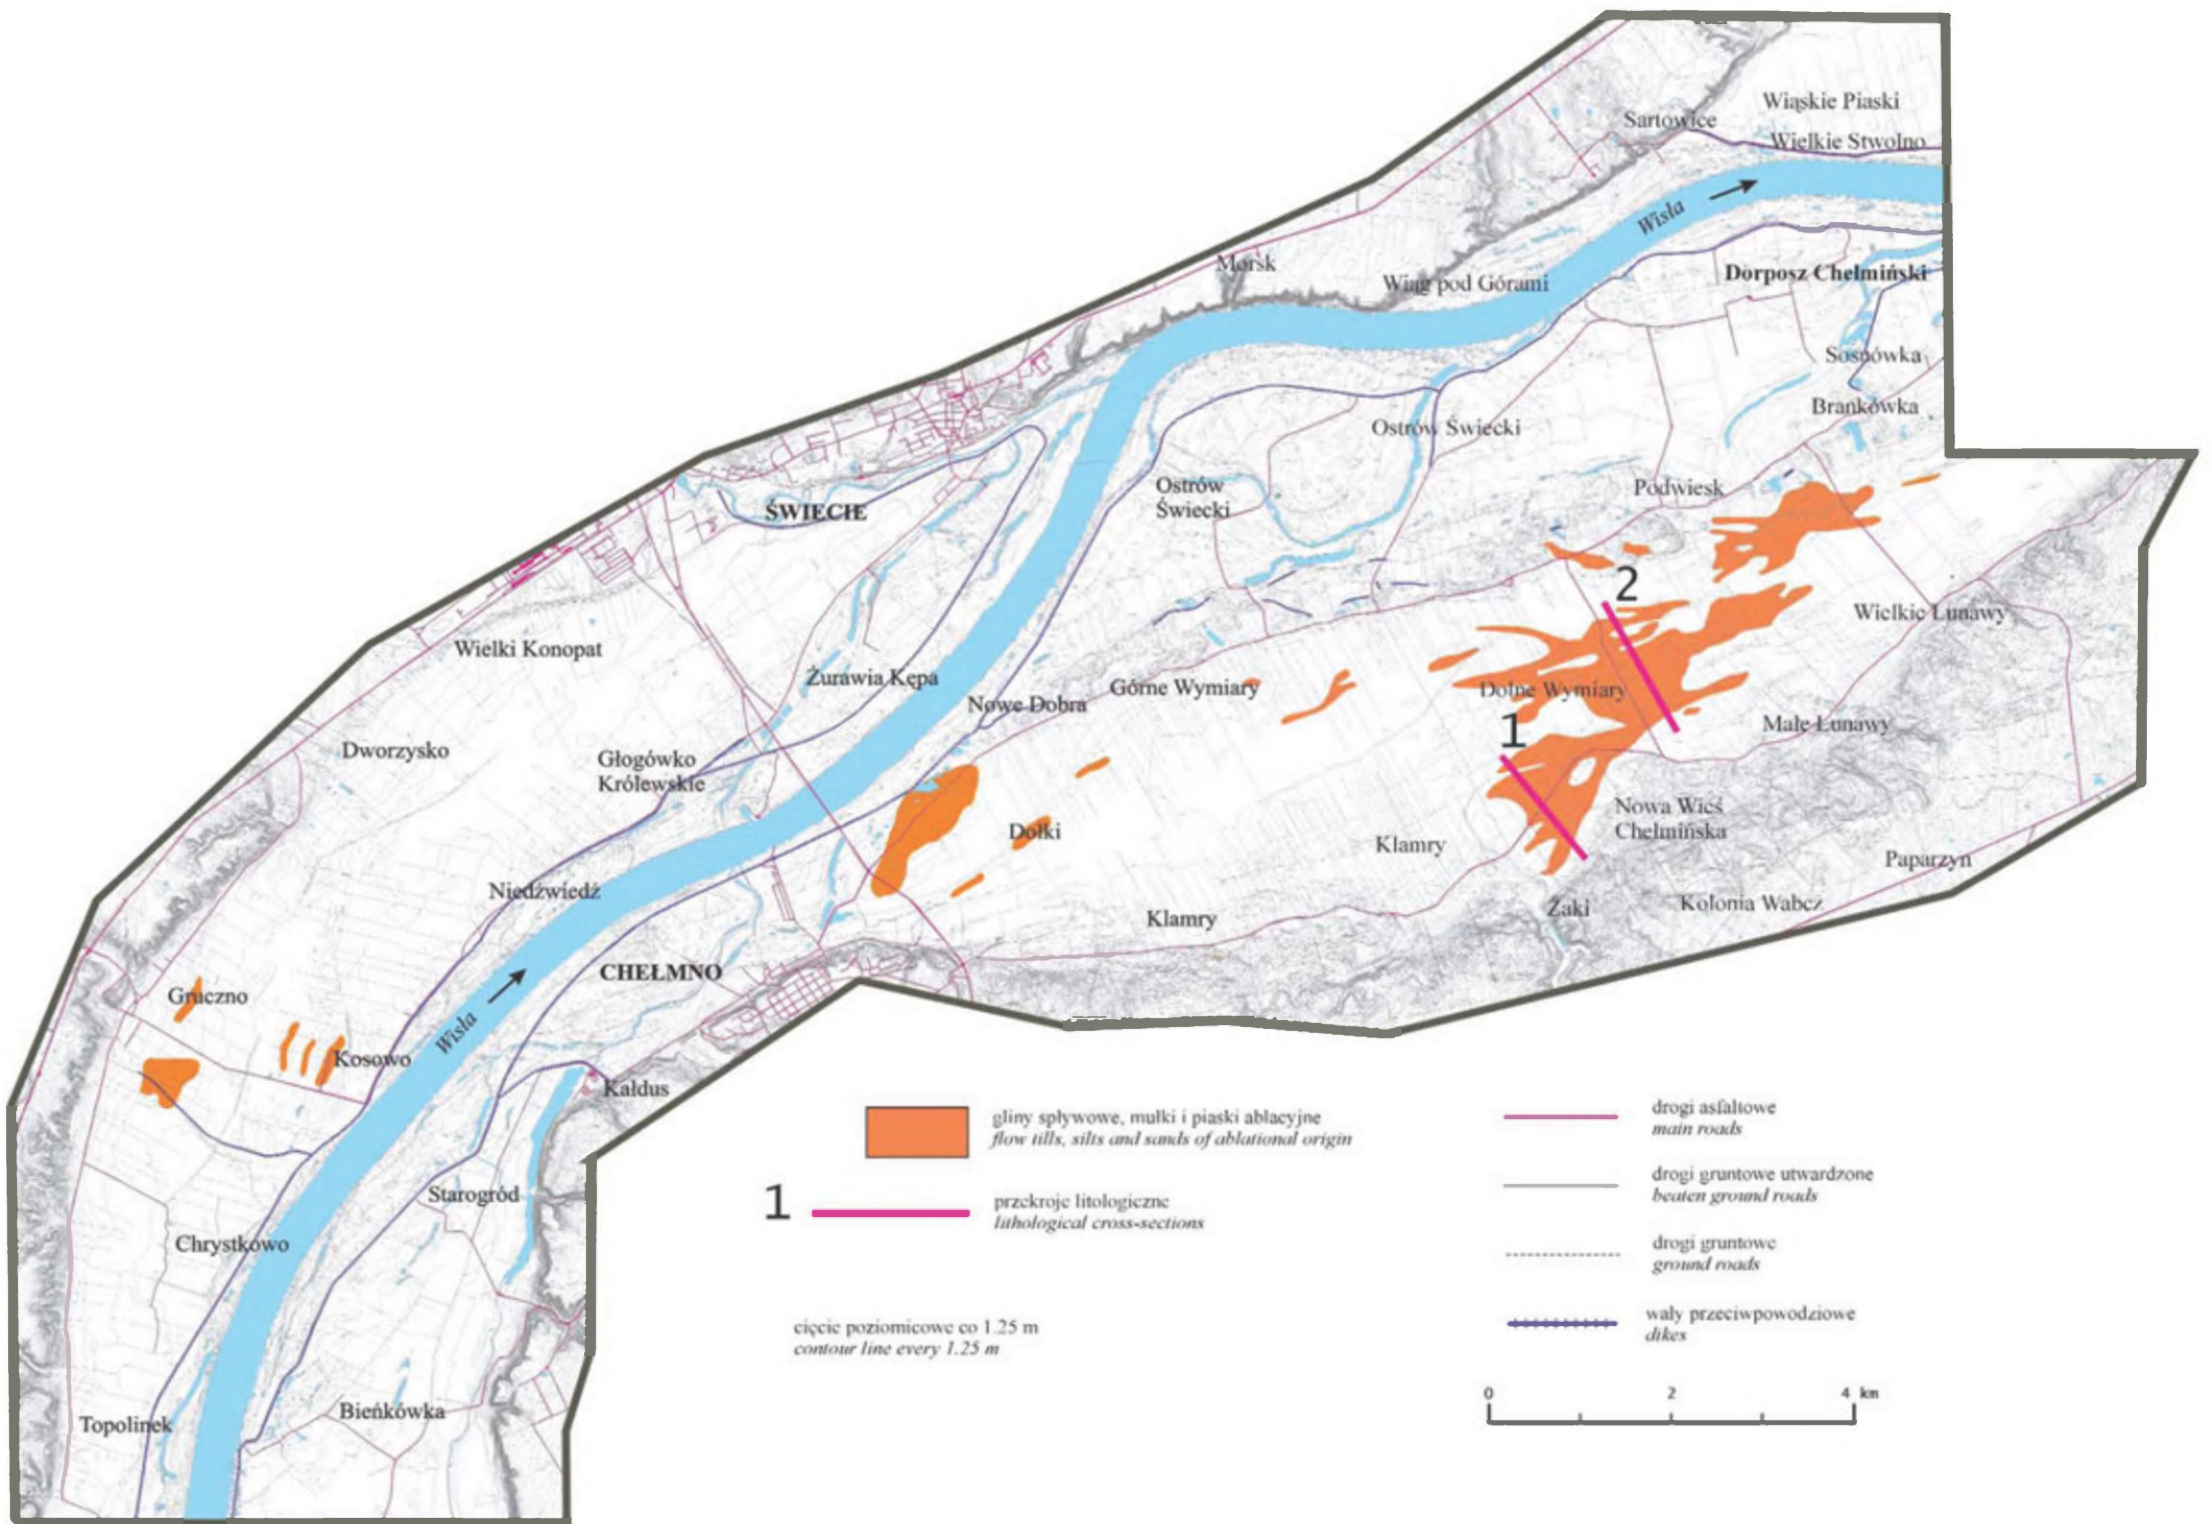 Wiąskie Piaski
Sartowice
Wielkie Stwolno
Wisła
Morsk
Wiąg pod Górami
Dorposz Chełmiński
Sosnówka
Brankówka
Ostrów Świecki
Ostrów
Świecki
Podwiesk
ŚWIECIE
2
Wielkie Łunawy
Wielki Konopat
Żurawia Kępa
Górne Wymiary
Dolne Wymiary
Nowe Dobra
Małe Łunawy
1
Dworzysko
Głogówko
Królewskie
Nowa Wieś
Chełmińska
Dolki
Klamry
Paparzyn
Niedźwiedź
Żaki
Kolonia Wabcz
Klamry
CHEŁMNO
Gruczno
Wisła
Kosowo
Kałdus
Starogród
Chrystkowo
Bieńkówka
Topolinek
gliny spływowe, mułki i piaski ablacyjne
flow tills, silts and sands of ablational origin
1
przekroje litologiczne
lithological cross-sections
cięcie poziomicowe co 1.25 m
contour line every 1.25 m
drogi asfaltowe
main roads
drogi gruntowe utwardzone
beaten ground roads
drogi gruntowe
ground roads
wały przeciwpowodziowe
dikes
0 2 4 km